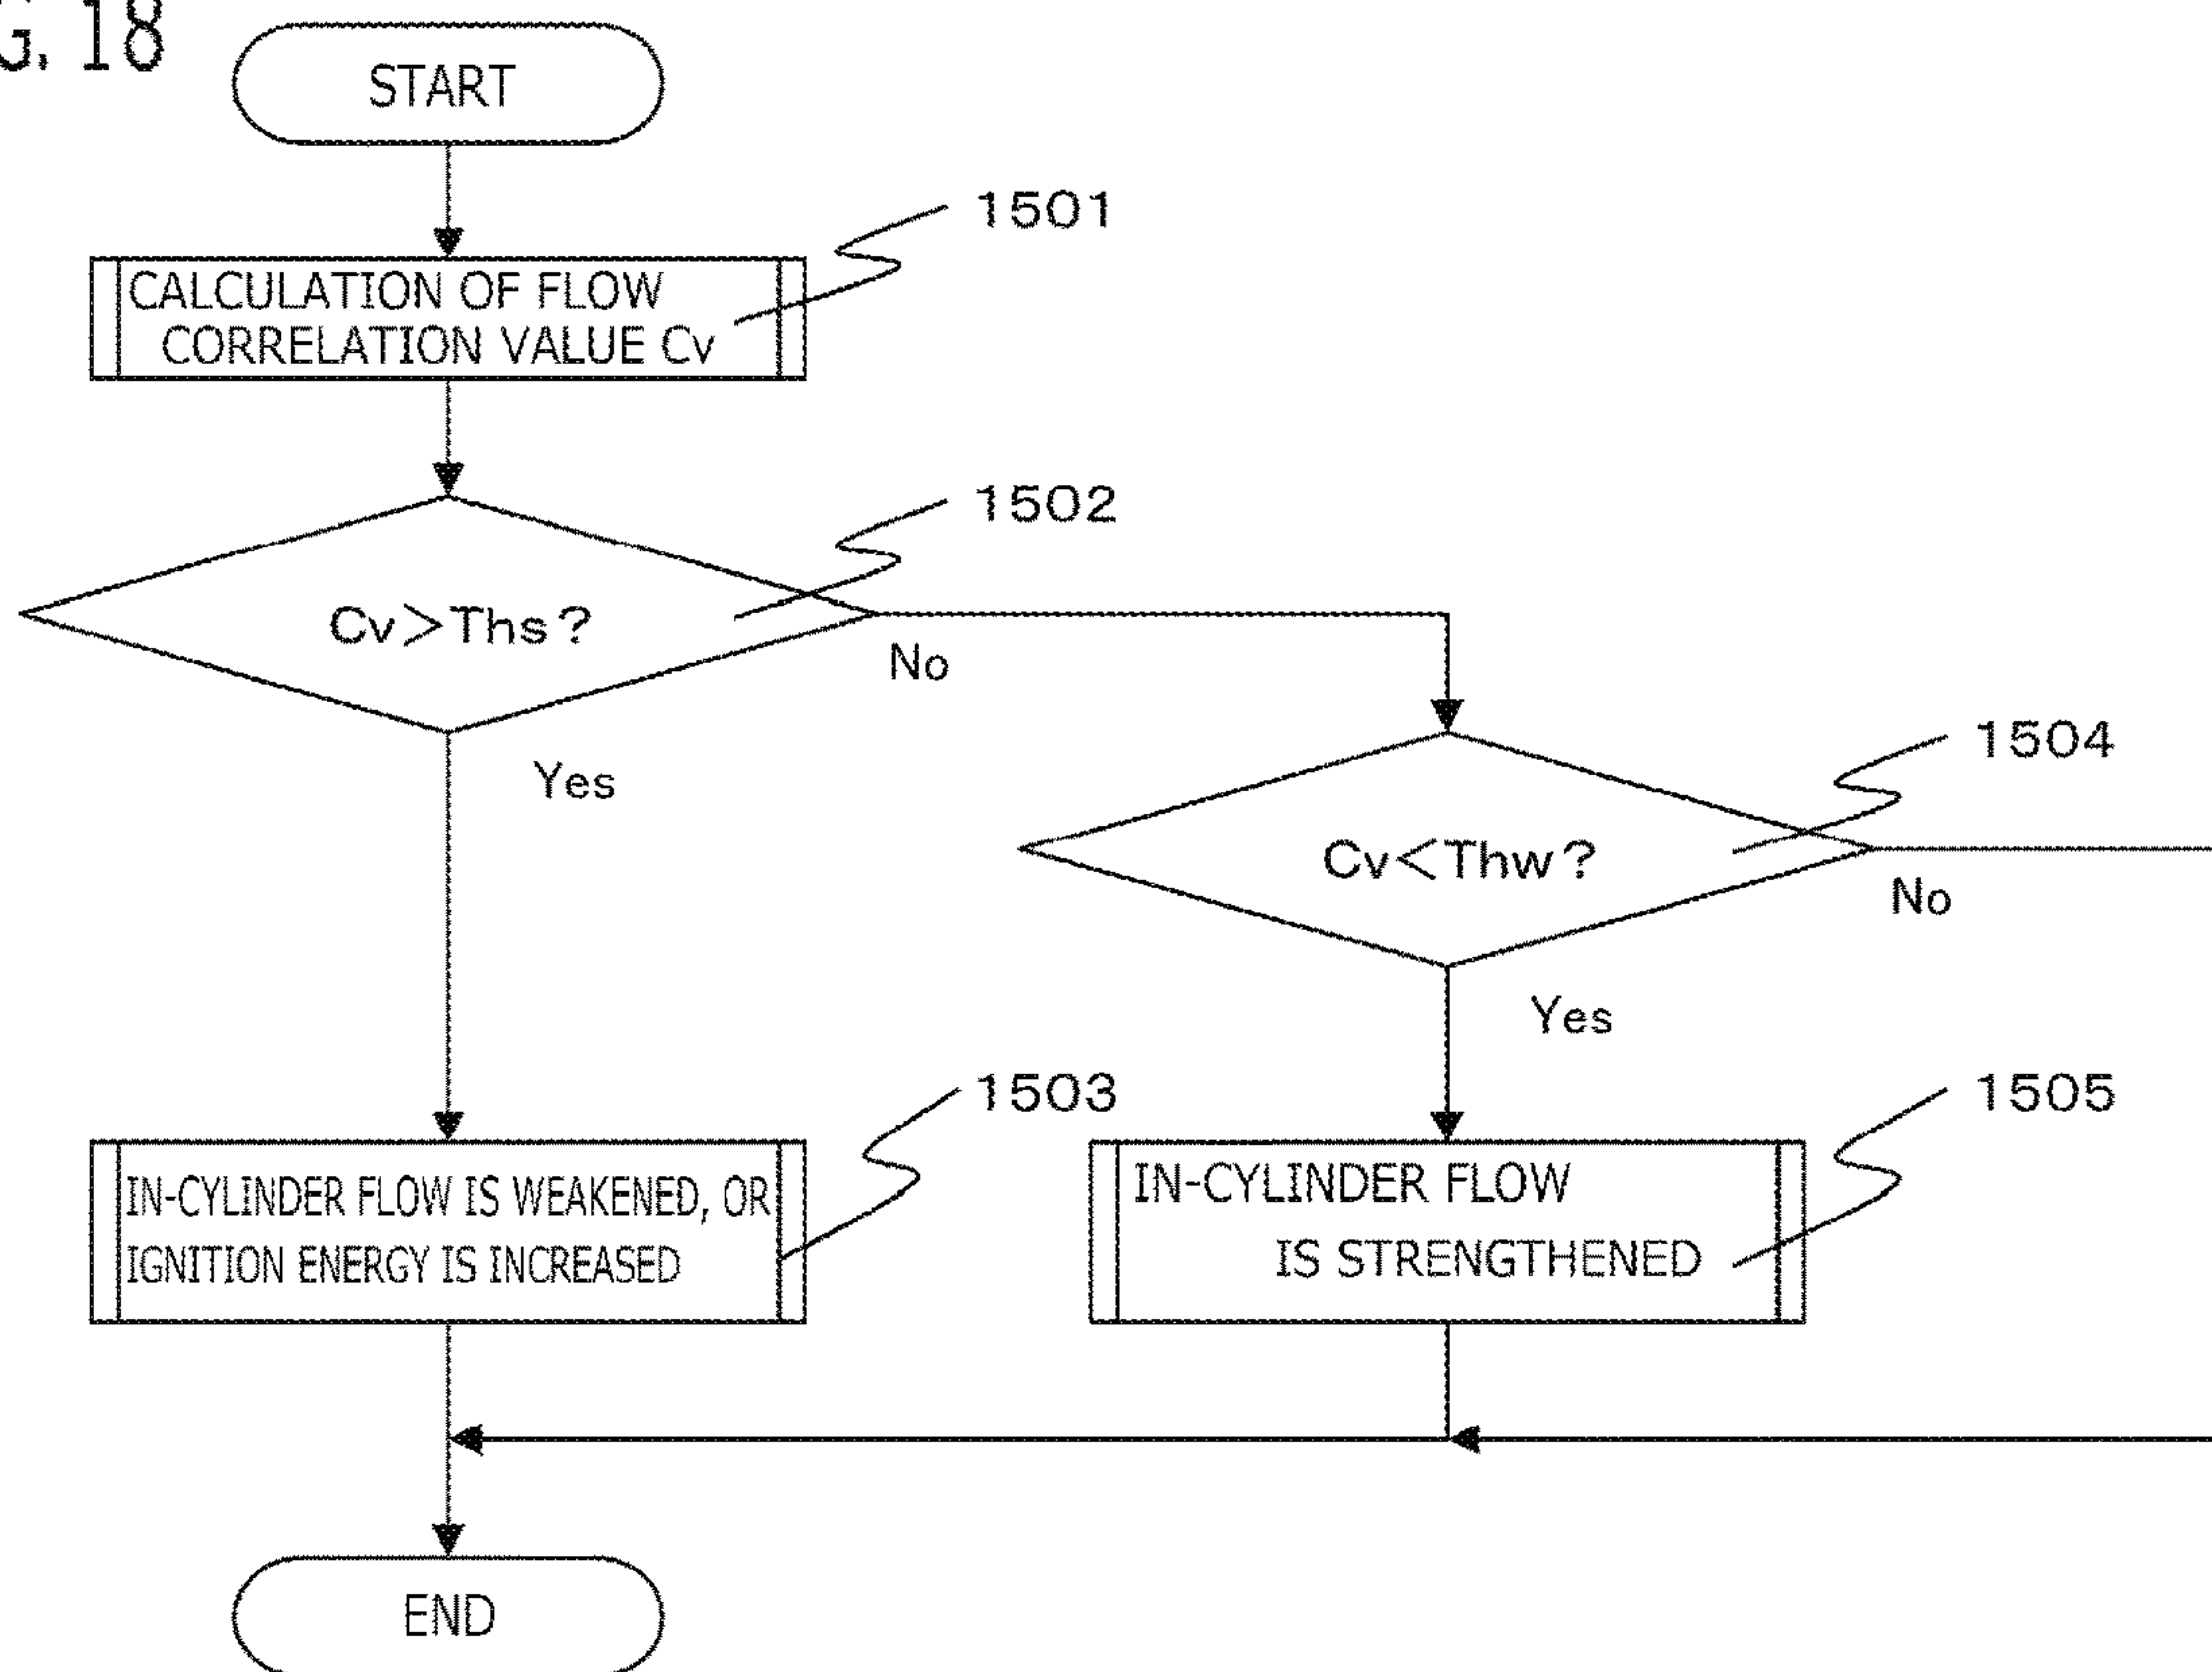 G. 18
START
1501
CALCULATION OF FLOW
CORRELATION VALUE Cv
1502
Cv>Ths?
No
Yes
1504
Cv<Thw?
No
Yes
1503
IN-CYLINDER FLOW IS WEAKENED, OR
IGNITION ENERGY IS INCREASED
1505
IN-CYLINDER FLOW
IS STRENGTHENED
END